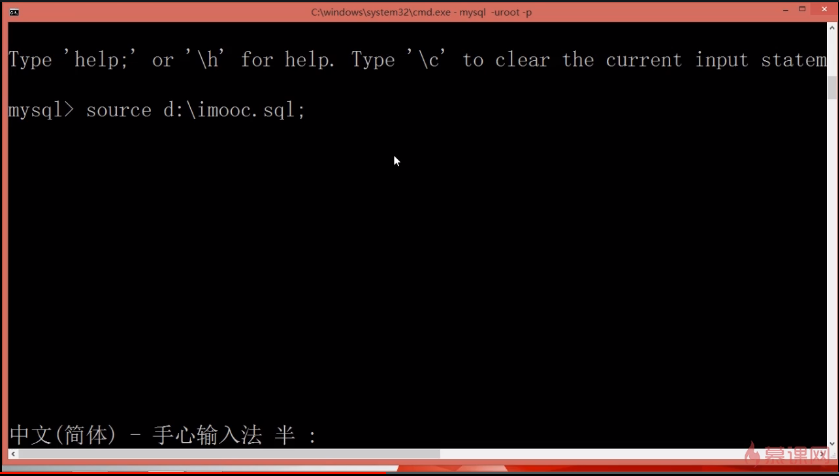 C:\windows\system32\cmd.exe - mysql -uroot -p
Type 'help;' or '\h' for help. Type '\c' to clear the current input statem
mysql> source d:\imooc.sql;
中文(简体) - 手心输入法 半 :
慕课网